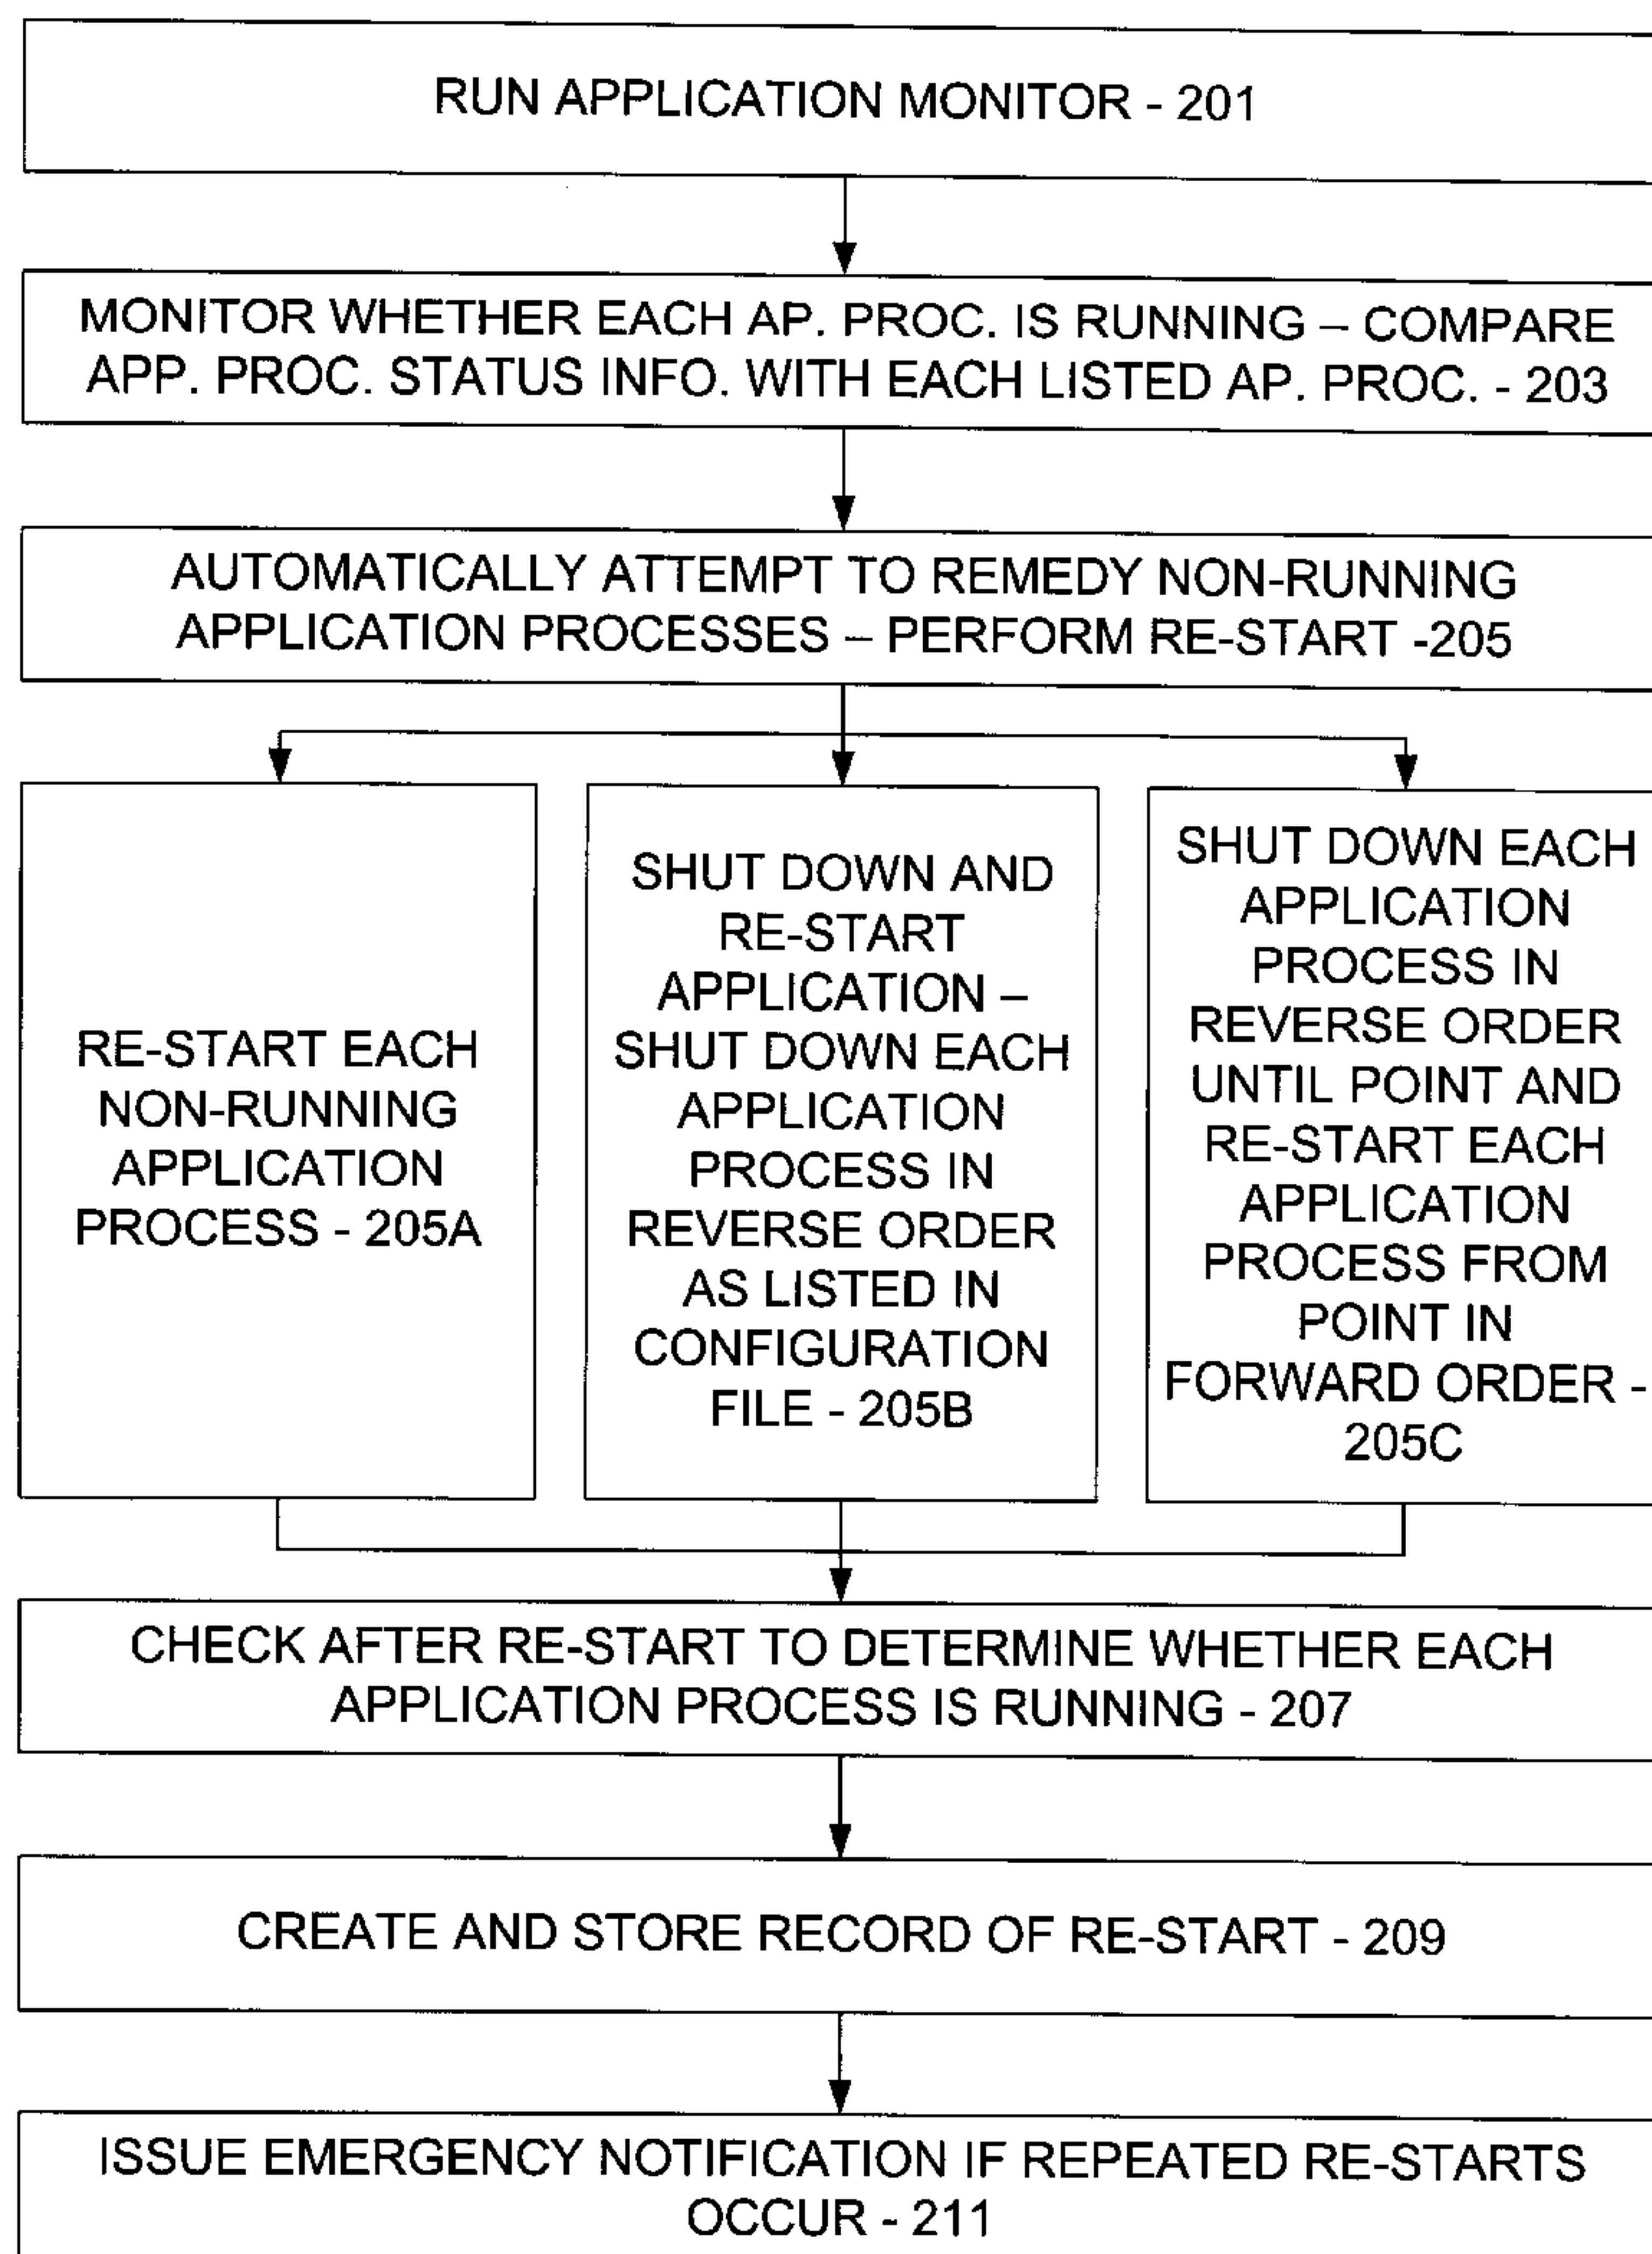 RUN APPLICATION MONITOR - 201
MONITOR WHETHER EACH AP. PROC. IS RUNNING – COMPARE
APP. PROC. STATUS INFO. WITH EACH LISTED AP. PROC. - 203
AUTOMATICALLY ATTEMPT TO REMEDY NON-RUNNING
APPLICATION PROCESSES – PERFORM RE-START -205
RE-START EACH
NON-RUNNING
APPLICATION
PROCESS - 205A
SHUT DOWN AND
RE-START
APPLICATION –
SHUT DOWN EACH
APPLICATION
PROCESS IN
REVERSE ORDER
AS LISTED IN
CONFIGURATION
FILE - 205B
SHUT DOWN EACH
APPLICATION
PROCESS IN
REVERSE ORDER
UNTIL POINT AND
RE-START EACH
APPLICATION
PROCESS FROM
POINT IN
FORWARD ORDER -
205C
CHECK AFTER RE-START TO DETERMINE WHETHER EACH
APPLICATION PROCESS IS RUNNING - 207
CREATE AND STORE RECORD OF RE-START - 209
ISSUE EMERGENCY NOTIFICATION IF REPEATED RE-STARTS
OCCUR - 211